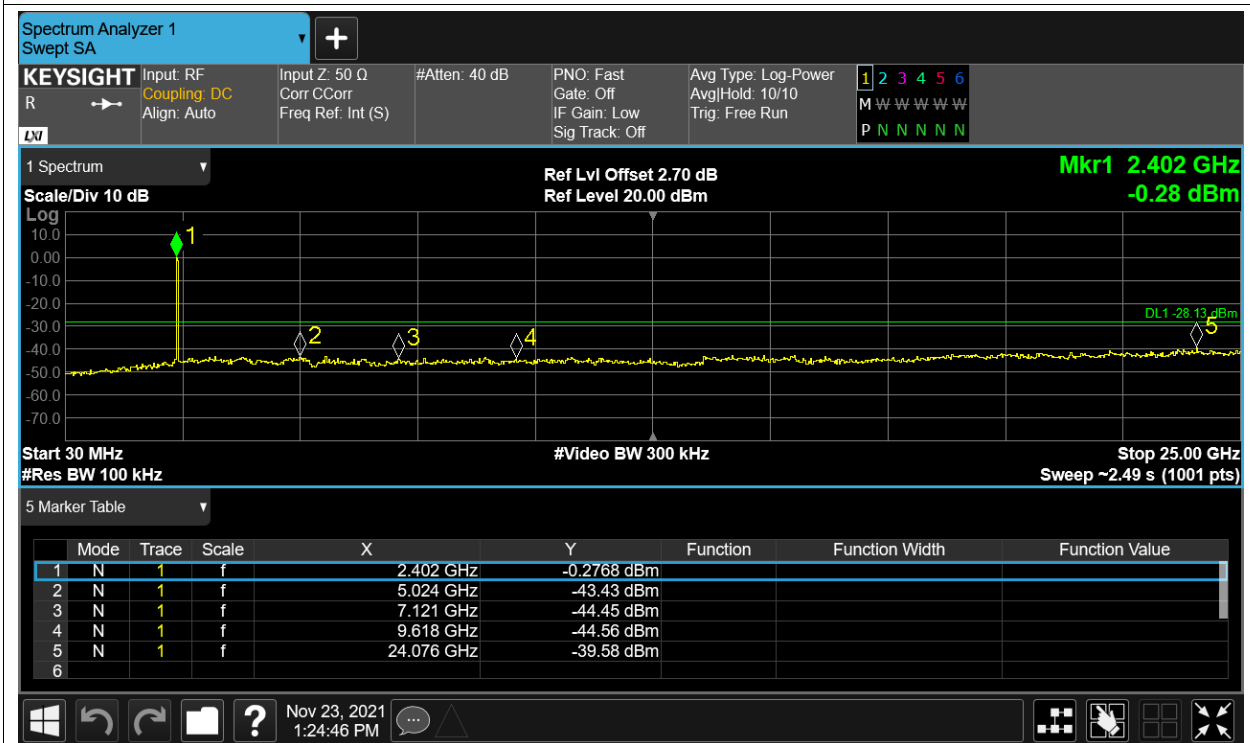 Spectrum Analyzer 1
Swept SA
KEYSIGHT
R
LXI
Input: RF
Coupling: DC
Align: Auto
Input Z: 50 Ω
Corr CCorr
Freq Ref: Int (S)
#Atten: 40 dB
PNO: Fast
Gate: Off
IF Gain: Low
Sig Track: Off
Avg Type: Log-Power
Avg|Hold: 10/10
Trig: Free Run
1 2 3 4 5 6
M W W W W W
P N N N N N
1 Spectrum
Scale/Div 10 dB
Ref Lvl Offset 2.70 dB
Ref Level 20.00 dBm
Mkr1 2.402 GHz
-0.28 dBm
Log
10.0
0.00
-10.0
-20.0
-30.0
-40.0
-50.0
-60.0
-70.0
1
2
3
4
5
DL1 -28.13 dBm
Start 30 MHz
#Res BW 100 kHz
#Video BW 300 kHz
Stop 25.00 GHz
Sweep ~2.49 s (1001 pts)
5 Marker Table
Mode Trace Scale X Y Function Function Width Function Value
1 N 1 f 2.402 GHz -0.2768 dBm
2 N 1 f 5.024 GHz -43.43 dBm
3 N 1 f 7.121 GHz -44.45 dBm
4 N 1 f 9.618 GHz -44.56 dBm
5 N 1 f 24.076 GHz -39.58 dBm
6
?
Nov 23, 2021
1:24:46 PM